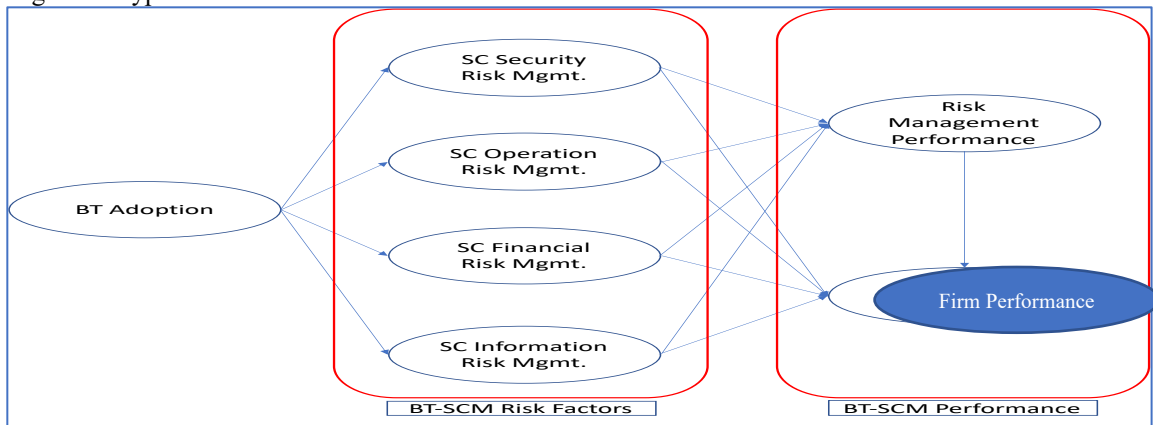 BT Adoption
SC Security
Risk Mgmt.
SC Operation
Risk Mgmt.
SC Financial
Risk Mgmt.
SC Information
Risk Mgmt.
BT-SCM Risk Factors
Risk
Management
Performance
Firm Performance
BT-SCM Performance